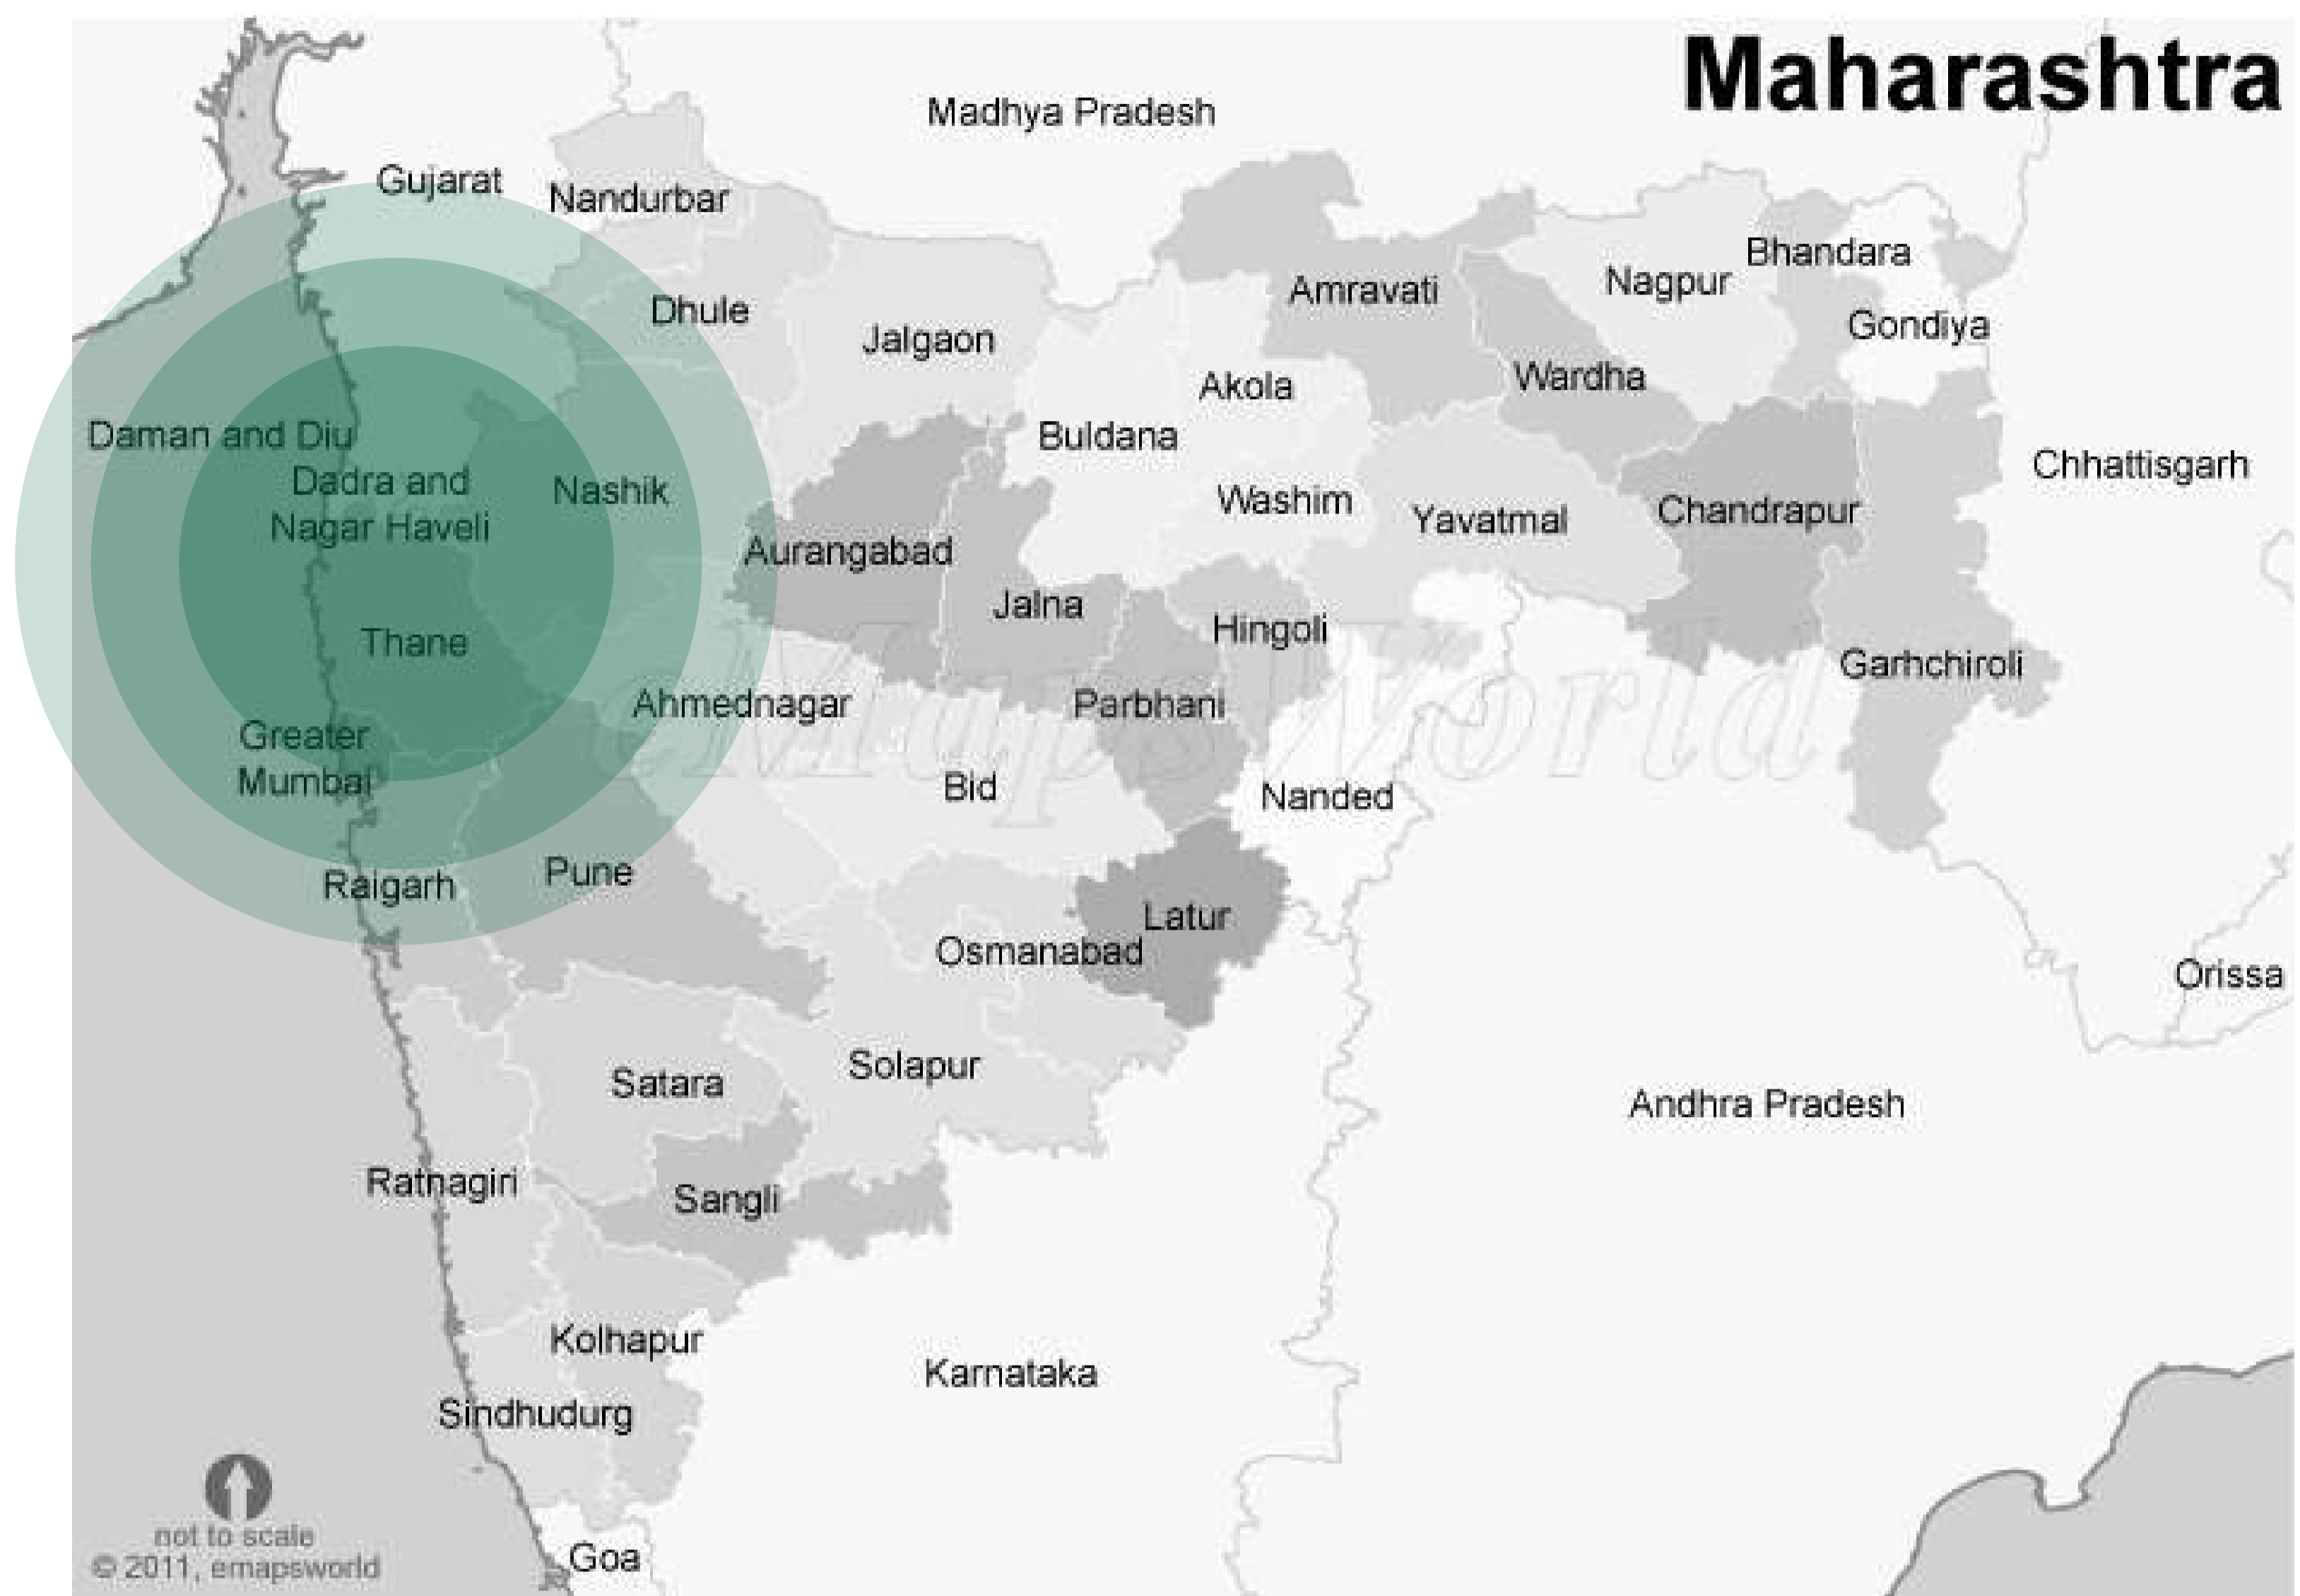 Maharashtra
Madhya Pradesh
Gujarat
Nandurbar
Bhandara
Nagpur
Amravati
Dhule
Gondiya
Jalgaon
Wardha
Akola
Daman and Diu
Buldana
Chhattisgarh
Dadra and
Nagar Haveli
Nashik
Washim
Chandrapur
Yavatmal
Aurangabad
Jalna
Hingoli
Thane
Garhchiroli
Ahmednagar
Parbhani
eMapsWorld
Greater
Mumbai
Bid
Nanded
Pune
Raigarh
Latur
Osmanabad
Orissa
Solapur
Satara
Andhra Pradesh
Ratnagiri
Sangli
Kolhapur
Karnataka
Sindhudurg
not to scale
© 2011, emapsworld
Goa